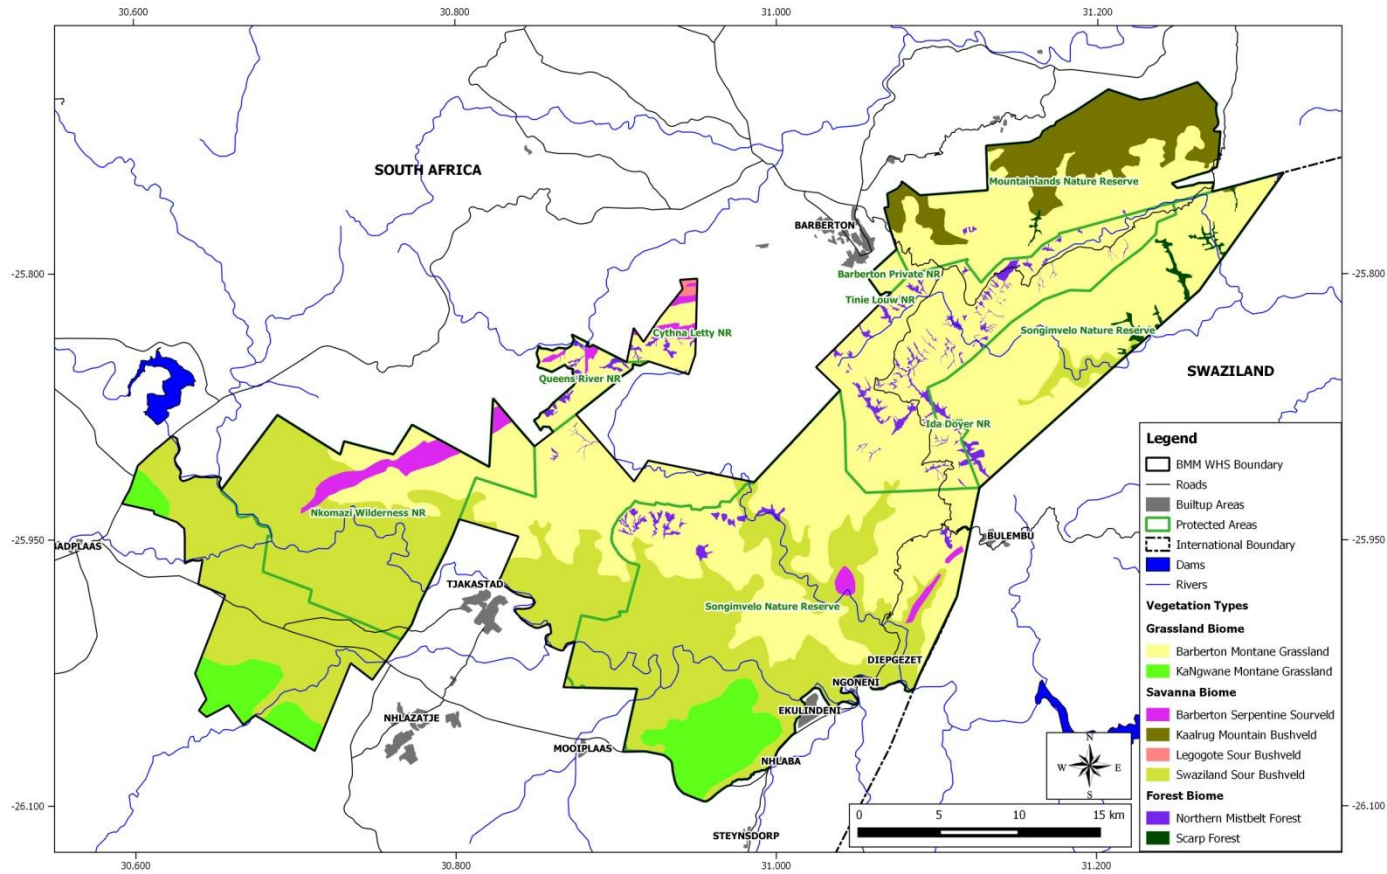 30.600
30.800
31.000
31.200
SOUTH AFRICA
Mountainlands Nature Reserve
BARBERTON
-25.800
-25.800
Barberton Private NR
Tinie Louw NR
Cythna Letty NR
Songimvelo Nature Reserve
SWAZILAND
Queens River NR
Ida Doyer NR
Nkomazi Wilderness NR
-25.950
-25.950
ADPLAAS
BULEMBU
TJAKASTAD
Songimvelo Nature Reserve
DIEPGEZET
NGONENI
EKULINDENI
NHLAZATJE
MOOIPLAAS
NHLABA
STEYNSDORP
-26.100
-26.100
Legend
BMM WHS Boundary
Roads
Builtup Areas
Protected Areas
International Boundary
Dams
Rivers
Vegetation Types
Grassland Biome
Barberton Montane Grassland
KaNgwane Montane Grassland
Savanna Biome
Barberton Serpentine Sourveld
Kaalrug Mountain Bushveld
Legogote Sour Bushveld
Swaziland Sour Bushveld
Forest Biome
Northern Mistbelt Forest
Scarp Forest
N
W E
S
0 5 10 15 km
30.600
30.800
31.000
31.200